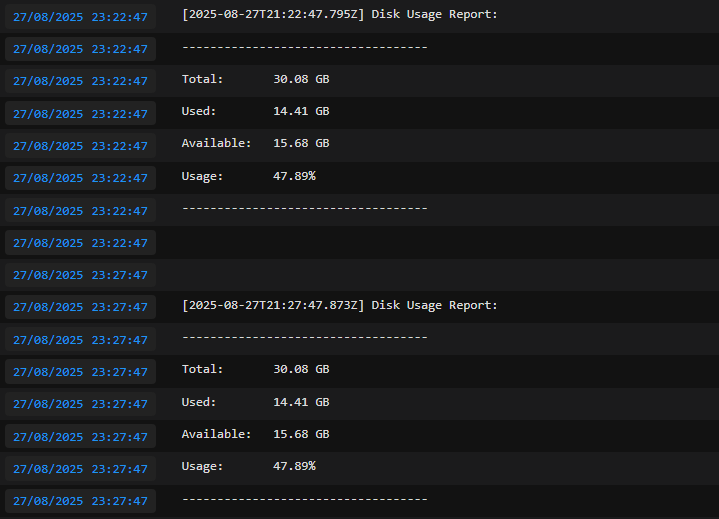 27/08/2025 23:22:47 [2025-08-27T21:22:47.795Z] Disk Usage Report:
27/08/2025 23:22:47 -----------------------------------
27/08/2025 23:22:47 Total: 30.08 GB
27/08/2025 23:22:47 Used: 14.41 GB
27/08/2025 23:22:47 Available: 15.68 GB
27/08/2025 23:22:47 Usage: 47.89%
27/08/2025 23:22:47 -----------------------------------
27/08/2025 23:22:47
27/08/2025 23:27:47
27/08/2025 23:27:47 [2025-08-27T21:27:47.873Z] Disk Usage Report:
27/08/2025 23:27:47 -----------------------------------
27/08/2025 23:27:47 Total: 30.08 GB
27/08/2025 23:27:47 Used: 14.41 GB
27/08/2025 23:27:47 Available: 15.68 GB
27/08/2025 23:27:47 Usage: 47.89%
27/08/2025 23:27:47 -----------------------------------